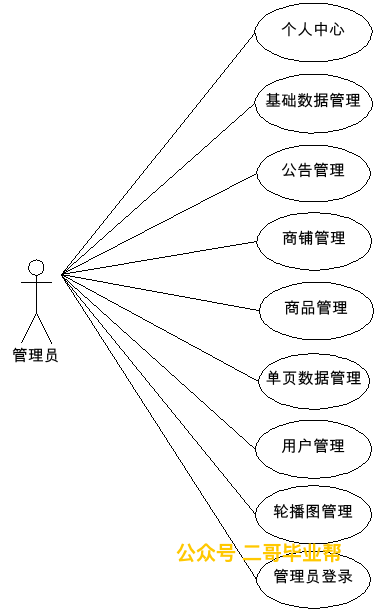 个人中心
基础数据管理
公告管理
商铺管理
商品管理
管理员
单页数据管理
用户管理
轮播图管理
公众号 二哥毕业帮
管理员登录